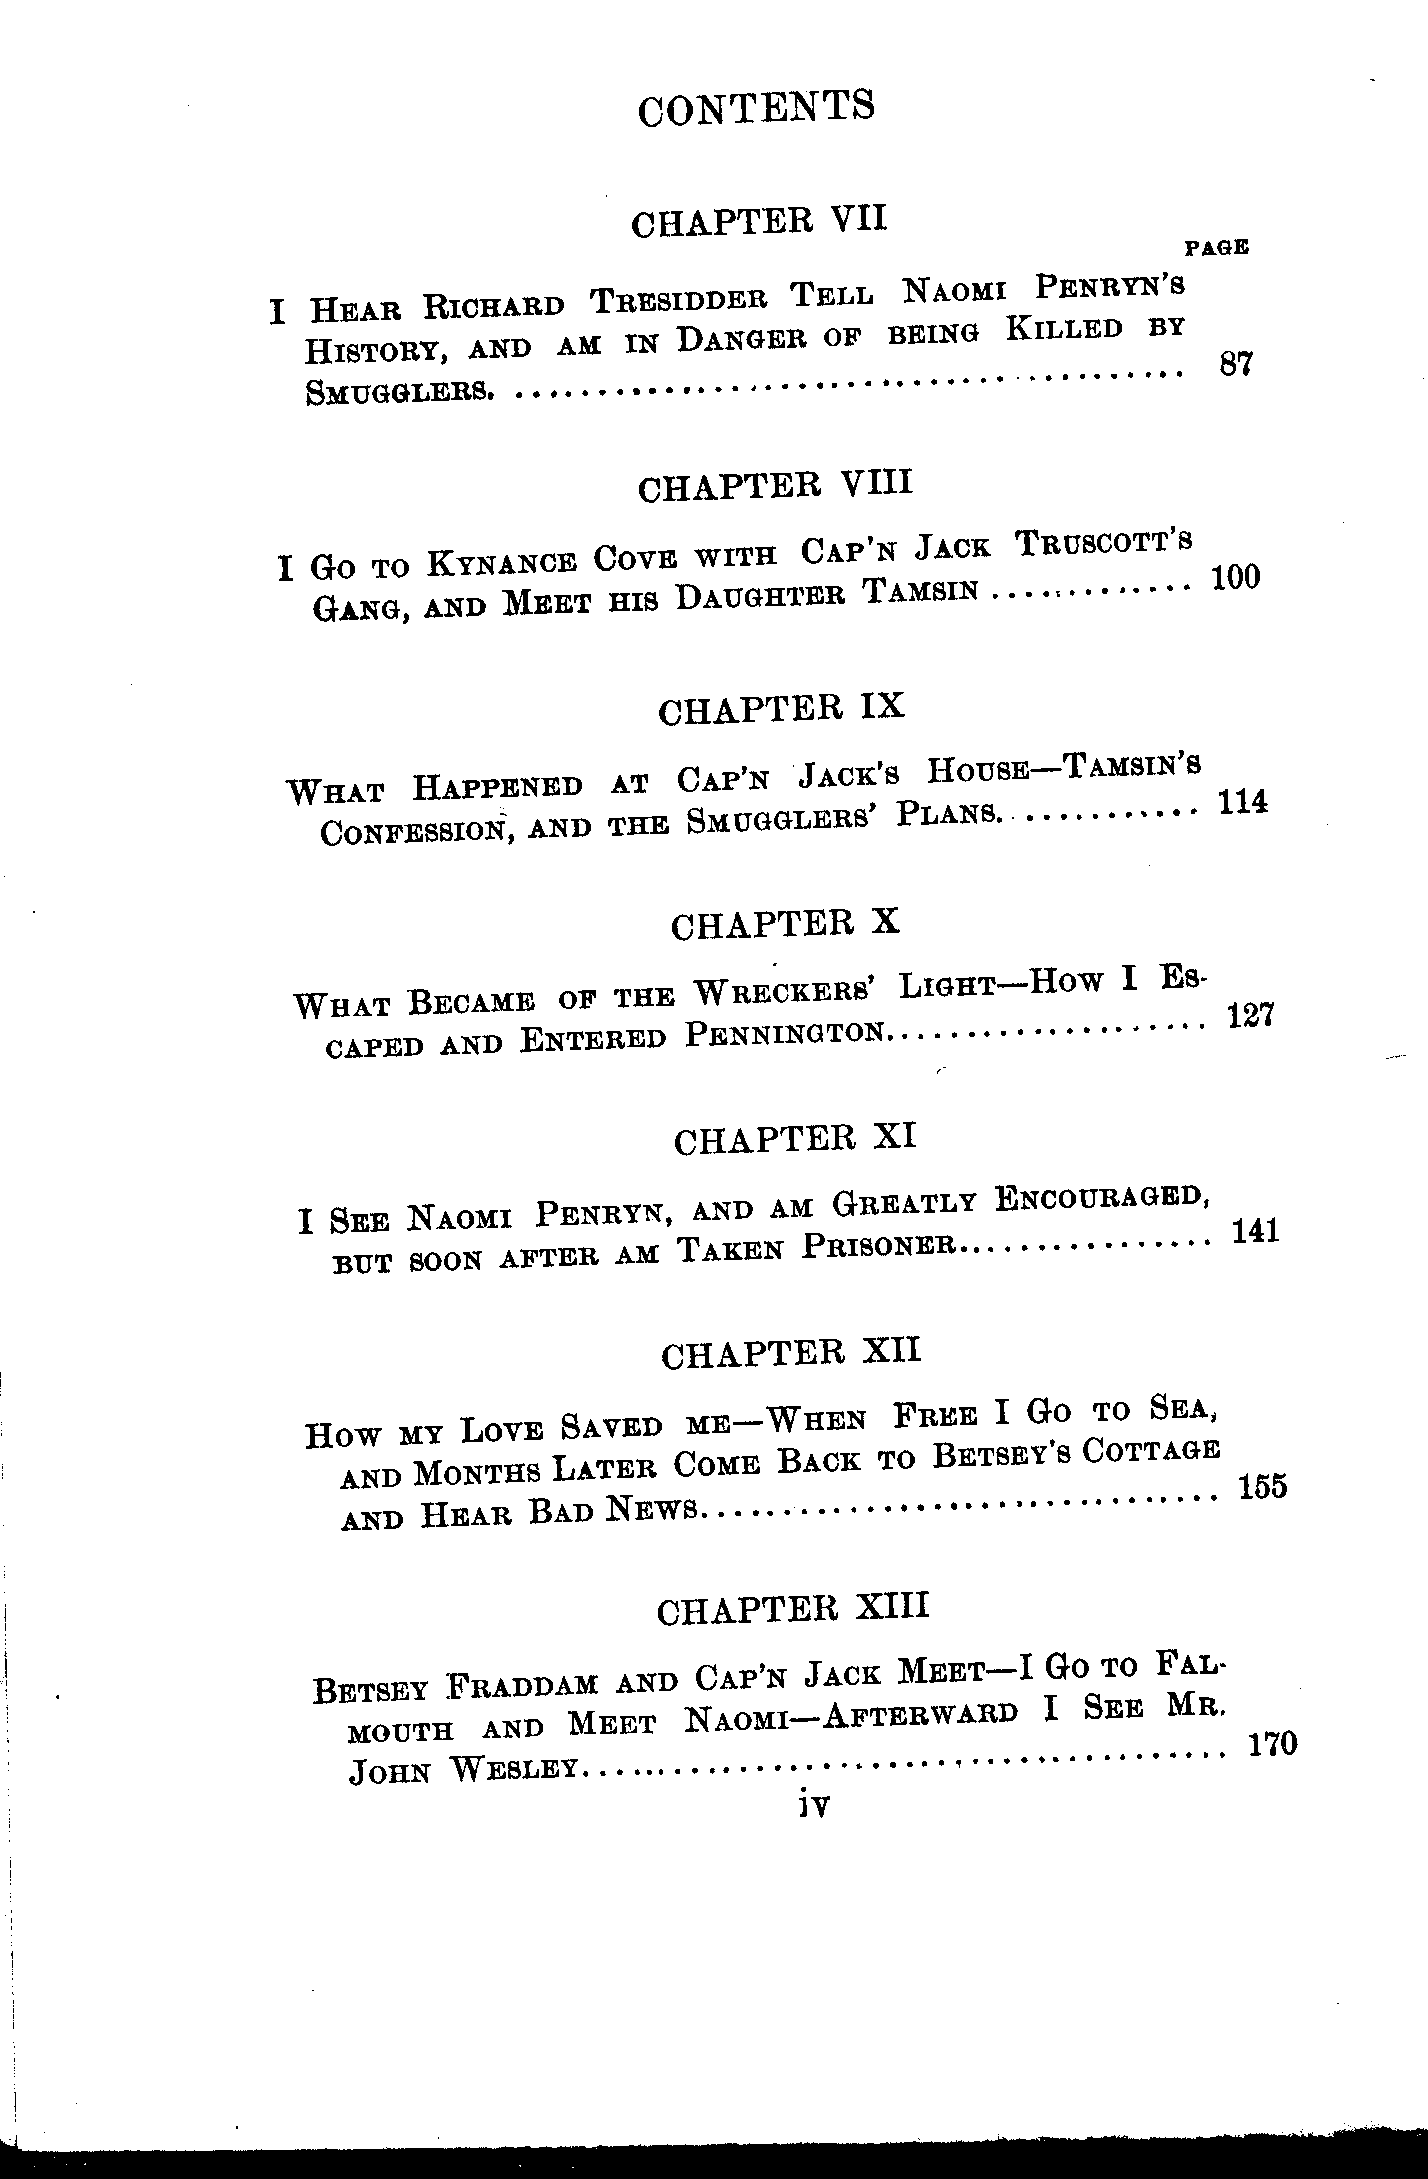 CONTENTS
CHAPTER VII
PAGE
I Hear Richard Tresidder Tell Naomi Penryn's
History, and am in Danger of being Killed by
Smugglers. ........................................ 87
CHAPTER VIII
I Go to Kynance Cove with Cap'n Jack Truscott's
Gang, and Meet his Daughter Tamsin ............. 100
CHAPTER IX
What Happened at Cap'n Jack's House—Tamsin's
Confession, and the Smugglers' Plans. ............ 114
CHAPTER X
What Became of the Wreckers' Light—How I Es-
caped and Entered Pennington.................... 127
CHAPTER XI
I See Naomi Penryn, and am Greatly Encouraged,
but soon after am Taken Prisoner................ 141
CHAPTER XII
How my Love Saved me—When Free I Go to Sea,
and Months Later Come Back to Betsey's Cottage
and Hear Bad News................................ 155
CHAPTER XIII
Betsey Fraddam and Cap'n Jack Meet—I Go to Fal-
mouth and Meet Naomi—Afterward I See Mr.
John Wesley........................................ 170
iv